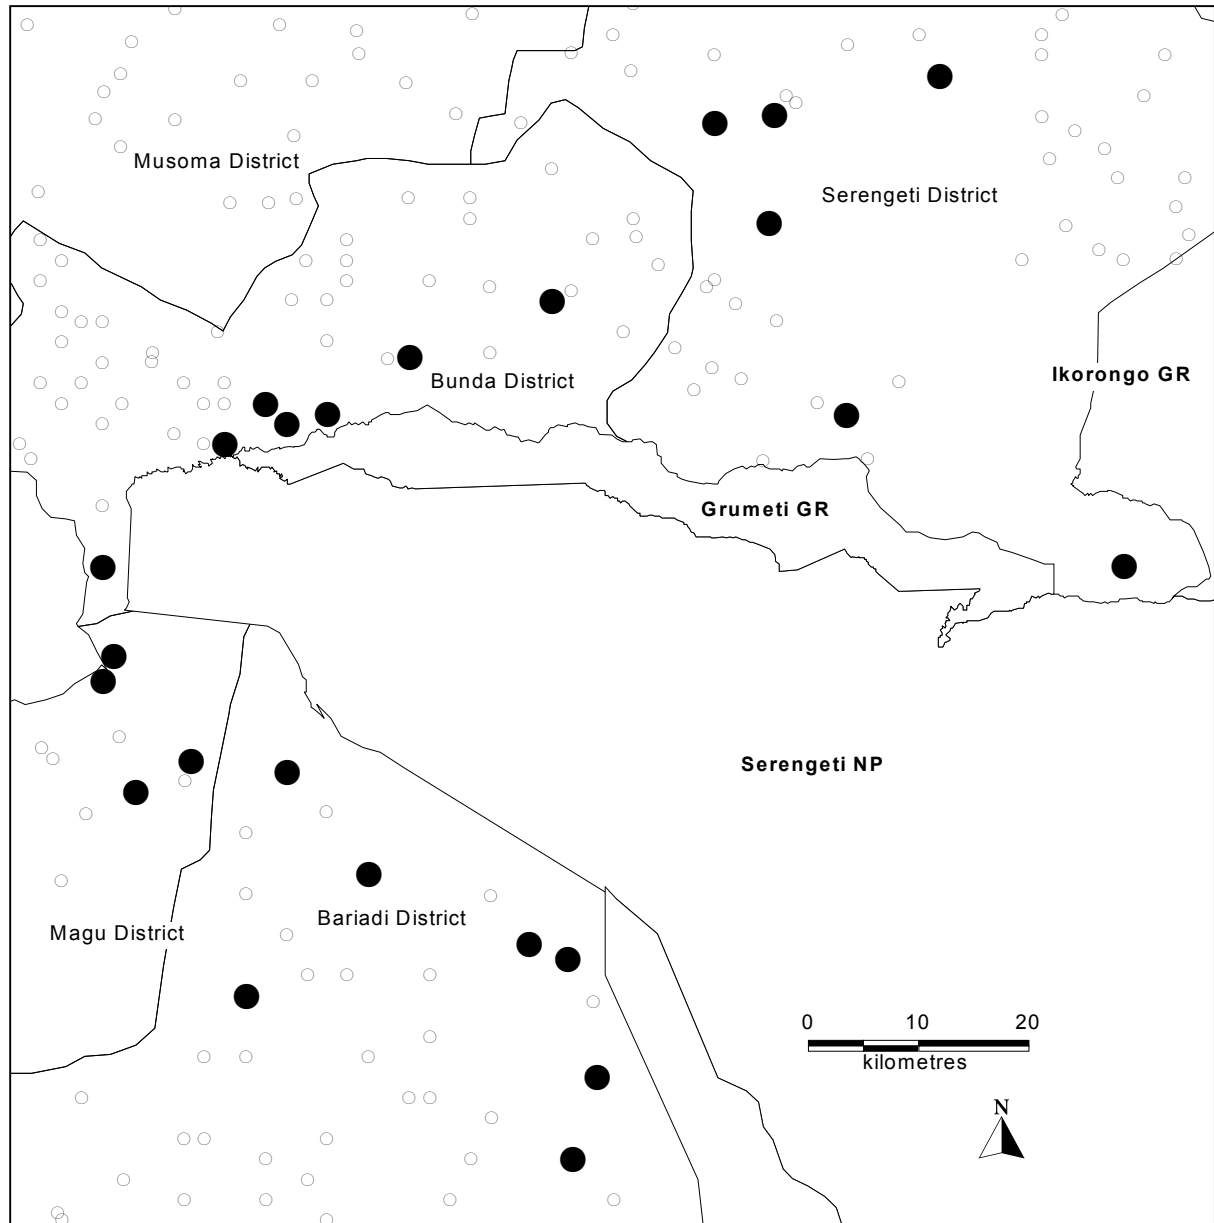 Musoma District
Serengeti District
Ikorongo GR
Bunda District
Grumeti GR
Serengeti NP
Bariadi District
Magu District
0 10 20
kilometres
N